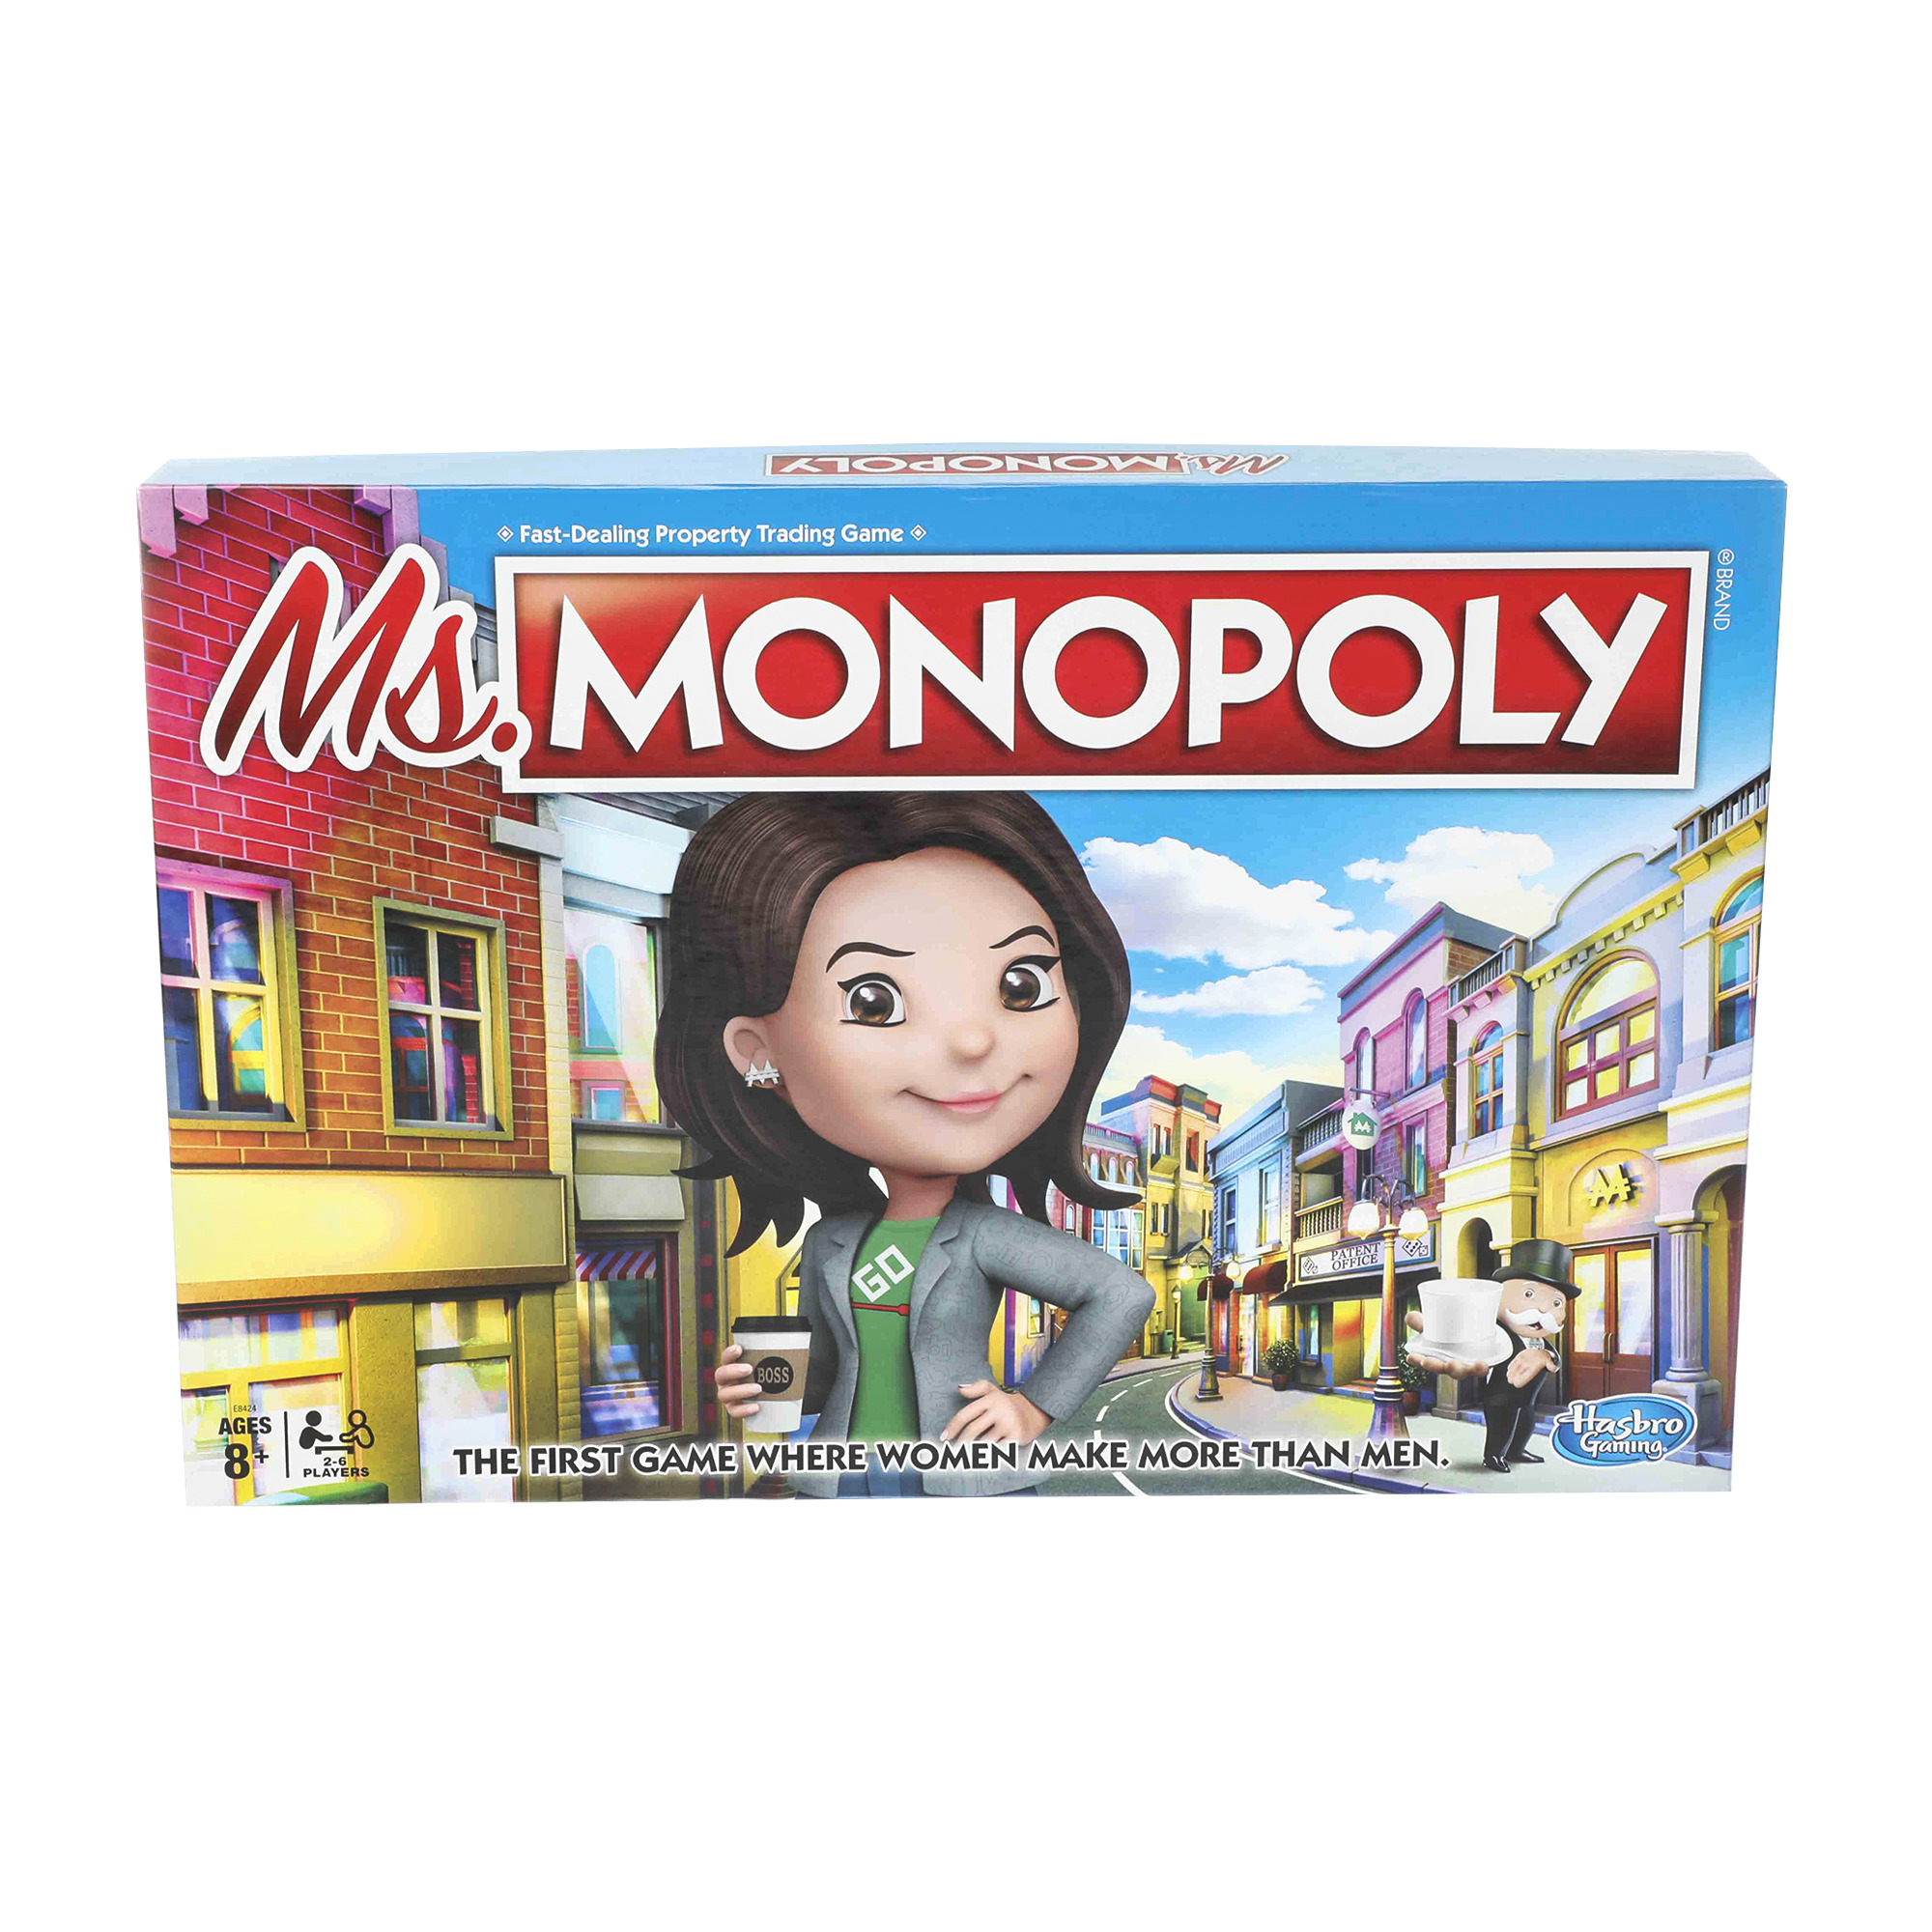 Ms. MONOPOLY
Fast-Dealing Property Trading Game
®BRAND
Ms. MONOPOLY
GO
BOSS
PATENT
OFFICE
E8424
AGES
8+
2-6
PLAYERS
THE FIRST GAME WHERE WOMEN MAKE MORE THAN MEN.
Hasbro
Gaming